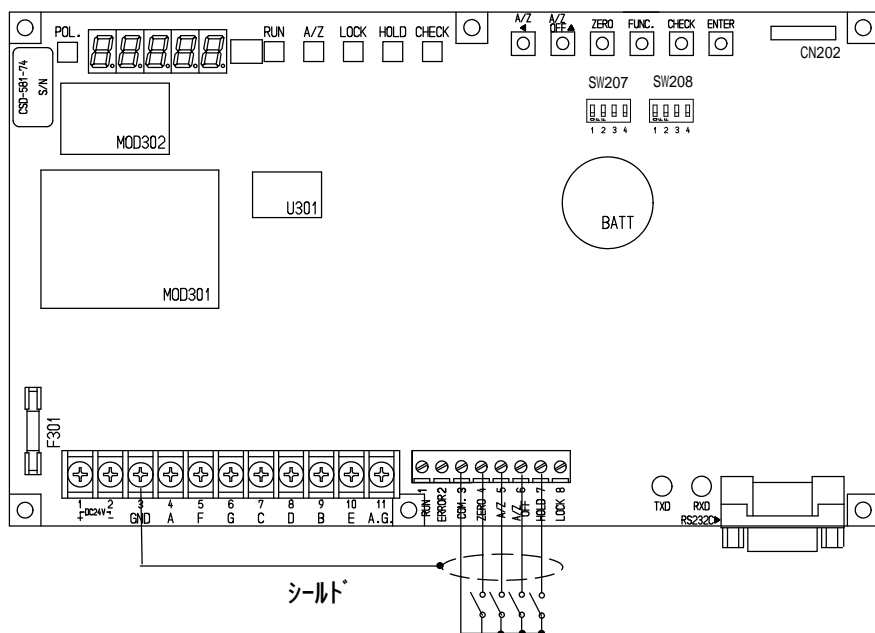 POL.
RUN A/Z LOCK HOLD CHECK
A/Z ◀
A/Z OFF▲
ZERO FUNC. CHECK ENTER
CN202
CSD-581-74
S/N
SW207 SW208
1 2 3 4
1 2 3 4
MOD302
U301
BATT
MOD301
F301
1 2 3 4 5 6 7 8 9 10 11
+ DC24V - GND A F G C D B E A.G.
RUN 1
ERROR 2
COM. 3
ZERO 4
A/Z 5
A/Z OFF 6
HOLD 7
LOCK 8
TXD RXD
RS232C▶
シールド